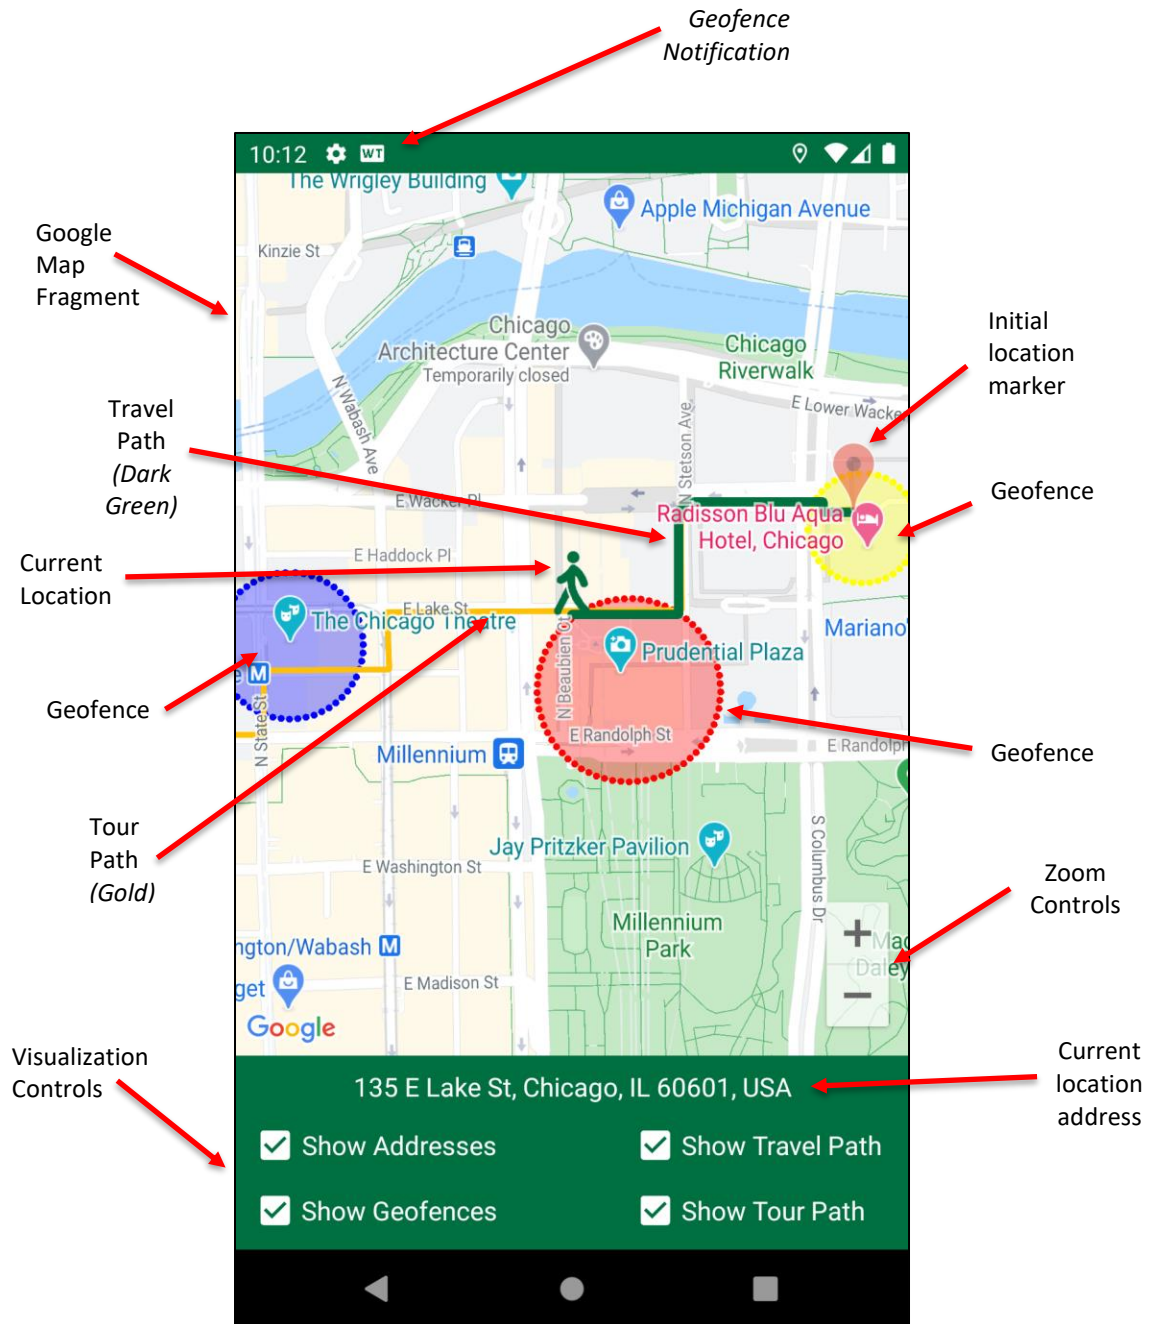 Geofence
Notification
10:12
WT
The Wrigley Building
Apple Michigan Avenue
Kinzie St
Google
Map
Fragment
Chicago
Architecture Center
Temporarily closed
Chicago
Riverwalk
Initial
location
marker
N Wabash Ave
E Lower Wacke
N Stetson Ave
Travel
Path
(Dark
Green)
E Wacker Pl
Radisson Blu Aqua
Hotel, Chicago
Geofence
E Haddock Pl
Current
Location
E Lake St
The Chicago Theatre
Mariano'
Prudential Plaza
N Beaubien Ct
e M
Geofence
N State St
E Randolph St
E Randolph
Millennium
Geofence
Tour
Path
(Gold)
S Columbus Dr
Jay Pritzker Pavilion
E Washington St
Zoom
Controls
Millennium
Park
+
Mac
Daley
ngton/Wabash M
get
E Madison St
−
Google
Visualization
Controls
135 E Lake St, Chicago, IL 60601, USA
Current
location
address
Show Addresses
Show Travel Path
Show Geofences
Show Tour Path